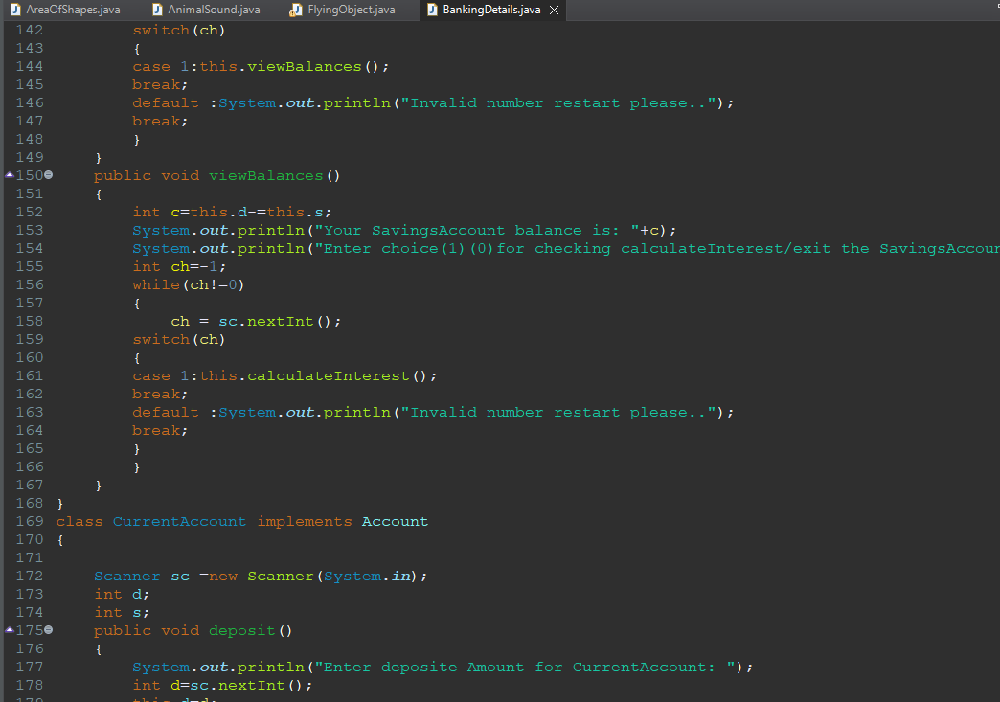 AreaOfShapes.java AnimalSound.java FlyingObject.java BankingDetails.java
142 switch(ch)
143 {
144 case 1:this.viewBalances();
145 break;
146 default :System.out.println("Invalid number restart please..");
147 break;
148 }
149 }
150 public void viewBalances()
151 {
152 int c=this.d-=this.s;
153 System.out.println("Your SavingsAccount balance is: "+c);
154 System.out.println("Enter choice(1)(0)for checking calculateInterest/exit the SavingsAccoun
155 int ch=-1;
156 while(ch!=0)
157 {
158 ch = sc.nextInt();
159 switch(ch)
160 {
161 case 1:this.calculateInterest();
162 break;
163 default :System.out.println("Invalid number restart please..");
164 break;
165 }
166 }
167 }
168 }
169 class CurrentAccount implements Account
170 {
171
172 Scanner sc =new Scanner(System.in);
173 int d;
174 int s;
175 public void deposit()
176 {
177 System.out.println("Enter deposite Amount for CurrentAccount: ");
178 int d=sc.nextInt();